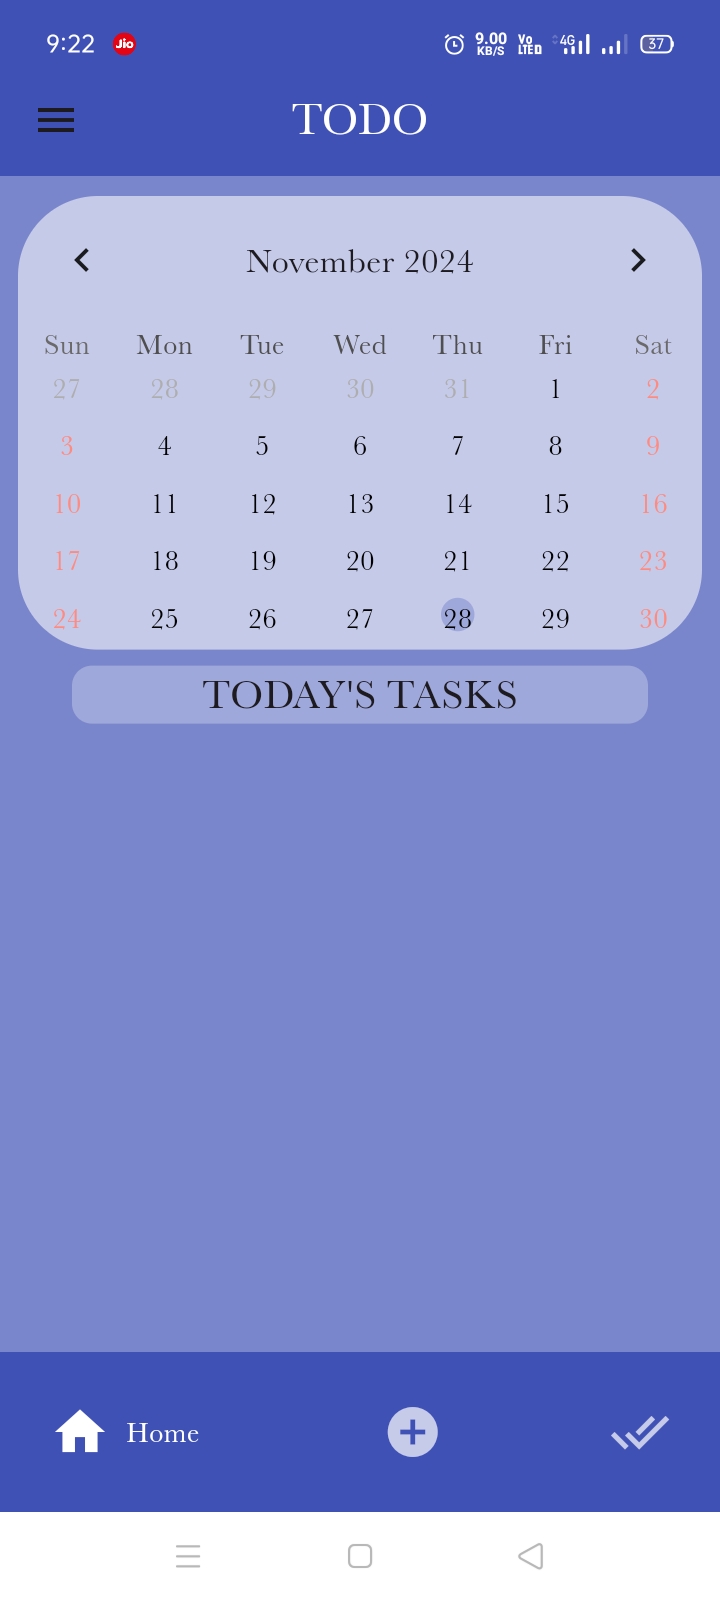 9:22 Jio 9.00 KB/S Vo LTE D 4G 37
TODO
November 2024
Sun Mon Tue Wed Thu Fri Sat
27 28 29 30 31 1 2
3 4 5 6 7 8 9
10 11 12 13 14 15 16
17 18 19 20 21 22 23
24 25 26 27 28 29 30
TODAY'S TASKS
Home